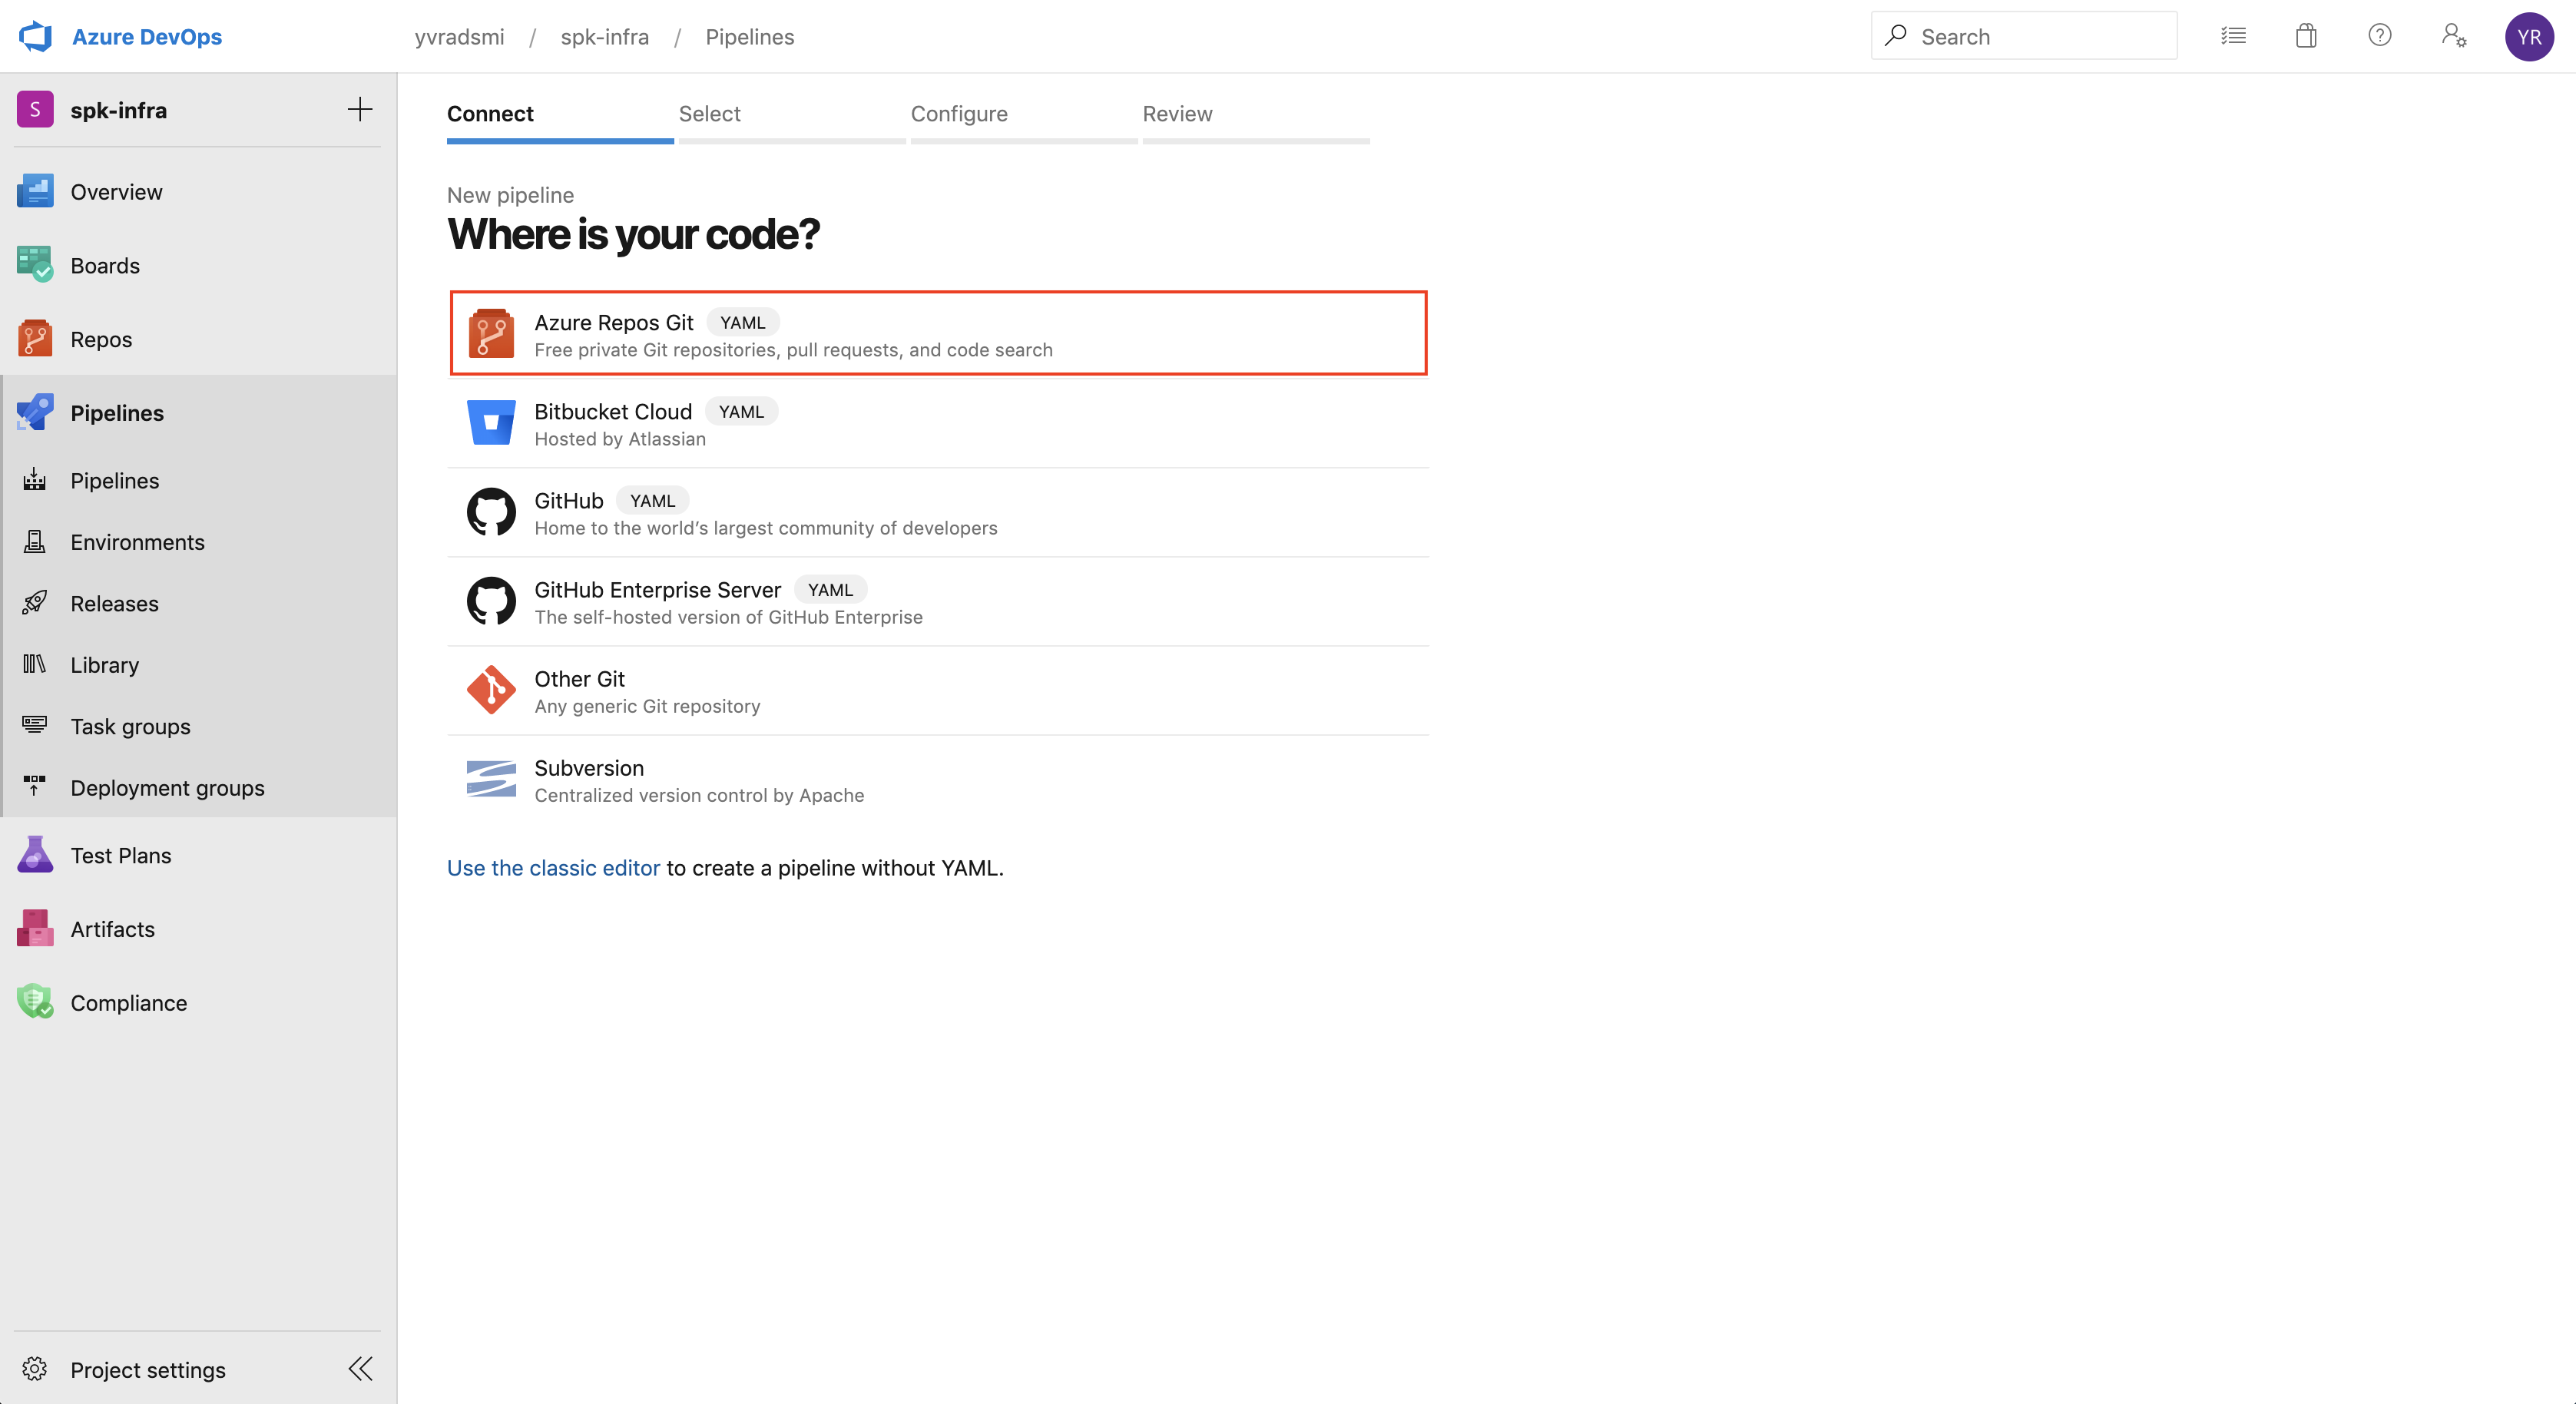 Azure DevOps
yvradsmi / spk-infra / Pipelines
Search
YR
S spk-infra
Overview
Boards
Repos
Pipelines
Pipelines
Environments
Releases
Library
Task groups
Deployment groups
Test Plans
Artifacts
Compliance
Project settings
Connect Select Configure Review
New pipeline
Where is your code?
Azure Repos Git YAML
Free private Git repositories, pull requests, and code search
Bitbucket Cloud YAML
Hosted by Atlassian
GitHub YAML
Home to the world’s largest community of developers
GitHub Enterprise Server YAML
The self-hosted version of GitHub Enterprise
Other Git
Any generic Git repository
Subversion
Centralized version control by Apache
Use the classic editor to create a pipeline without YAML.